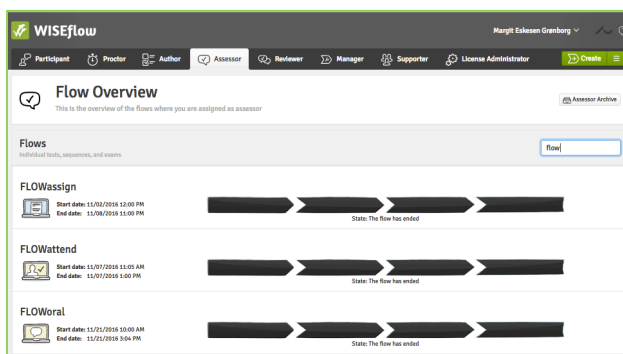 WISEflow
Margit Eskesen Grønborg
Participant Proctor Author Assessor Reviewer Manager Supporter License Administrator Create
Flow Overview
This is the overview of the flows where you are assigned as assessor
Assessor Archive
Flows
Individual tests, sequences, and exams
flow
FLOWassign
Start date: 11/02/2016 12:00 PM
End date: 11/08/2016 11:00 PM
State: The flow has ended
FLOWattend
Start date: 11/07/2016 11:05 AM
End date: 11/07/2016 1:00 PM
State: The flow has ended
FLOWoral
Start date: 11/21/2016 10:00 AM
End date: 11/21/2016 3:04 PM
State: The flow has ended